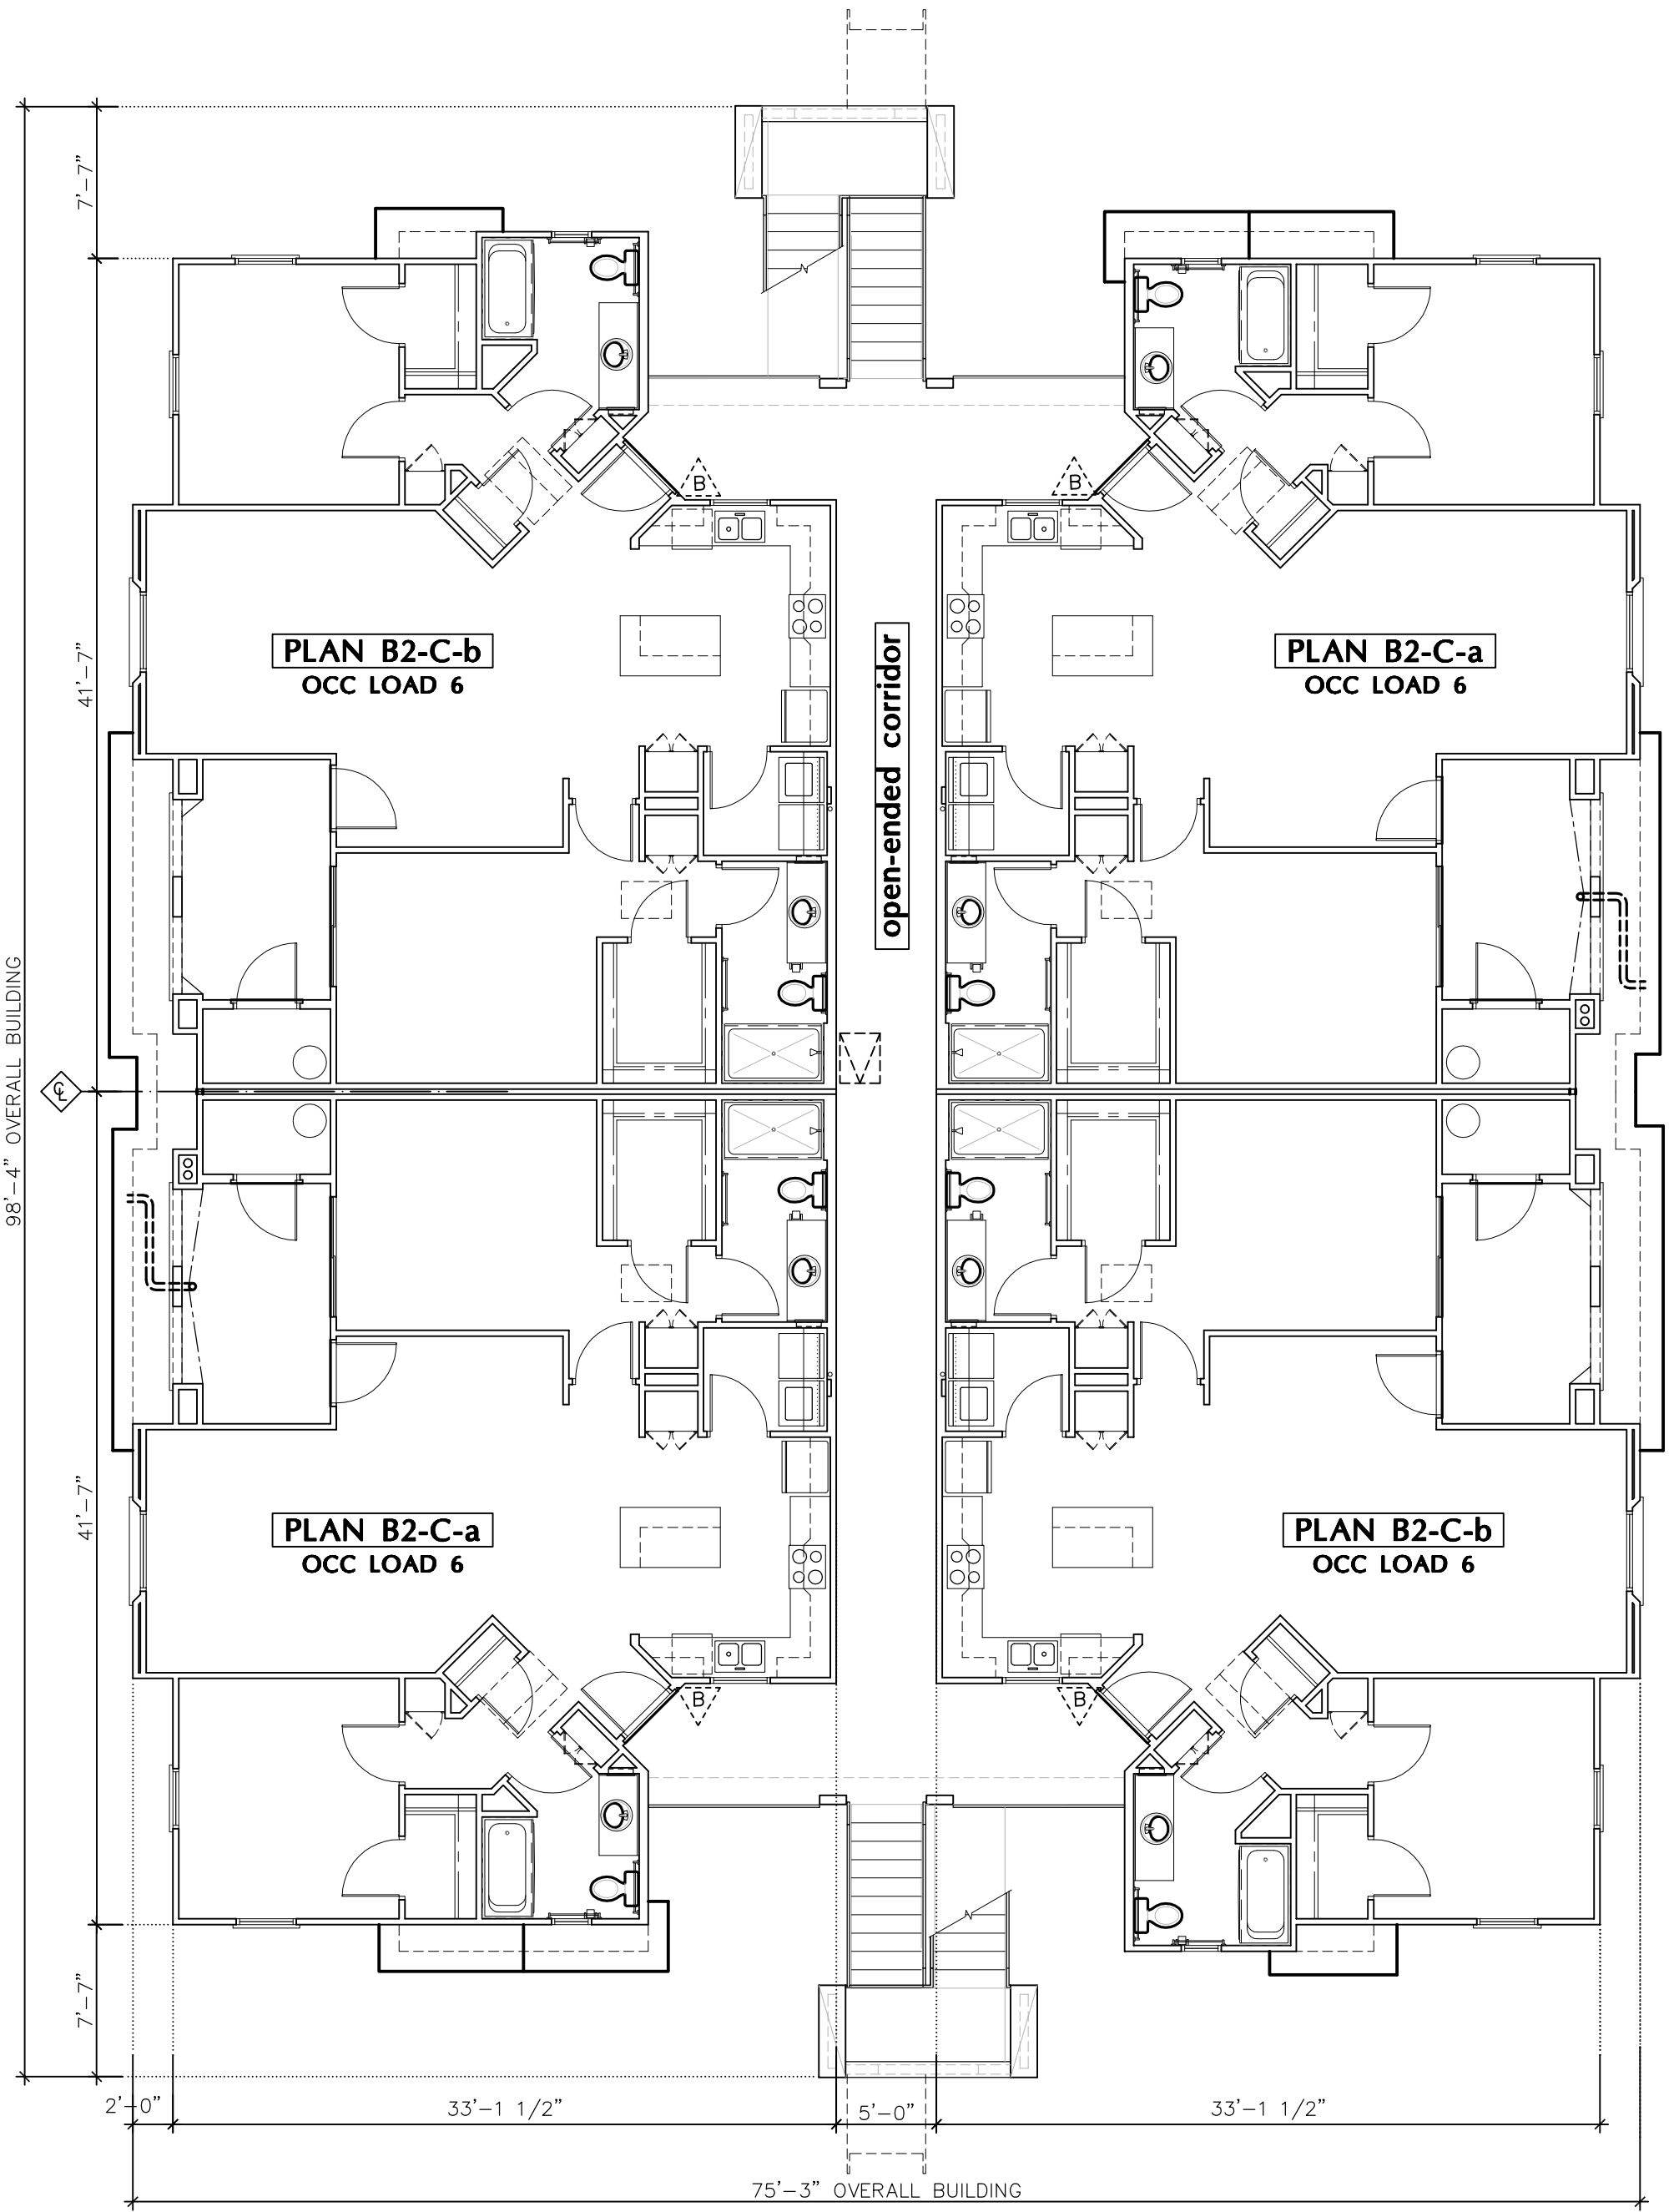 7'-7"
B
B
PLAN B2-C-b
OCC LOAD 6
open-ended corridor
PLAN B2-C-a
OCC LOAD 6
41'-7"
98'-4" OVERALL BUILDING
℄
41'-7"
PLAN B2-C-a
OCC LOAD 6
PLAN B2-C-b
OCC LOAD 6
B
B
7'-7"
2'-0"
33'-1 1/2"
5'-0"
33'-1 1/2"
75'-3" OVERALL BUILDING